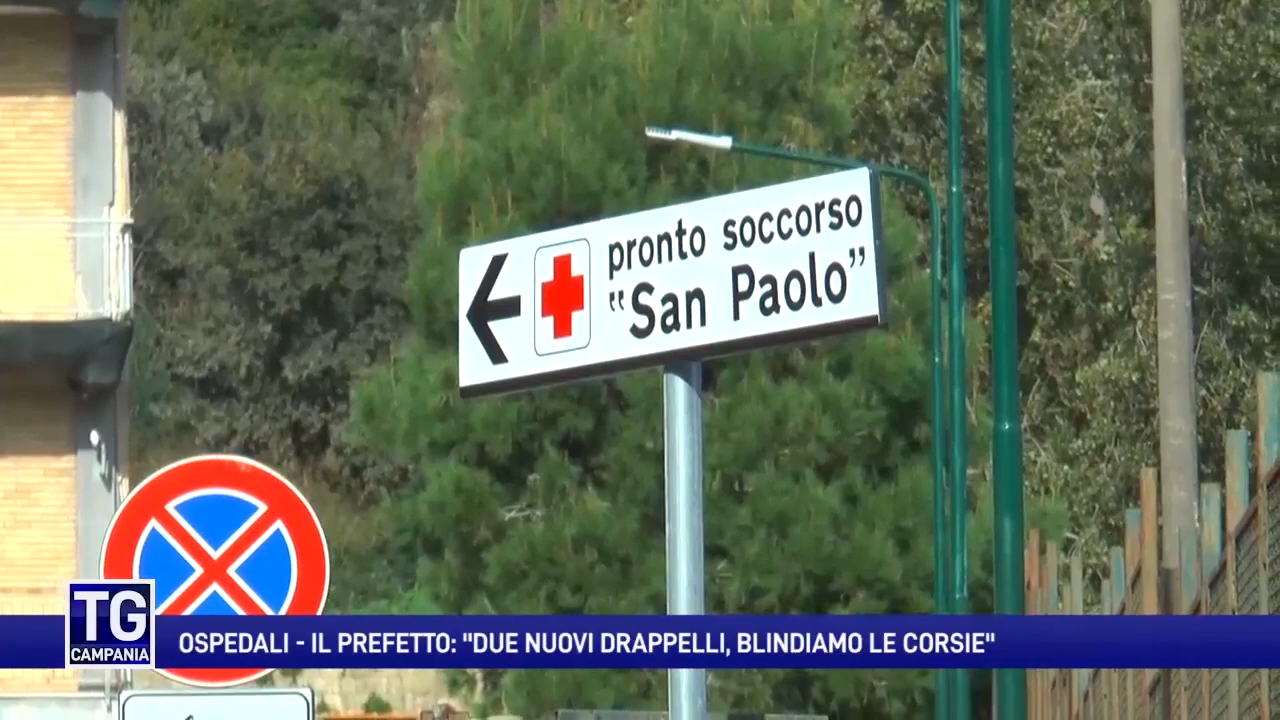 pronto soccorso
"San Paolo"
TG
CAMPANIA
OSPEDALI - IL PREFETTO: "DUE NUOVI DRAPPELLI, BLINDIAMO LE CORSIE"